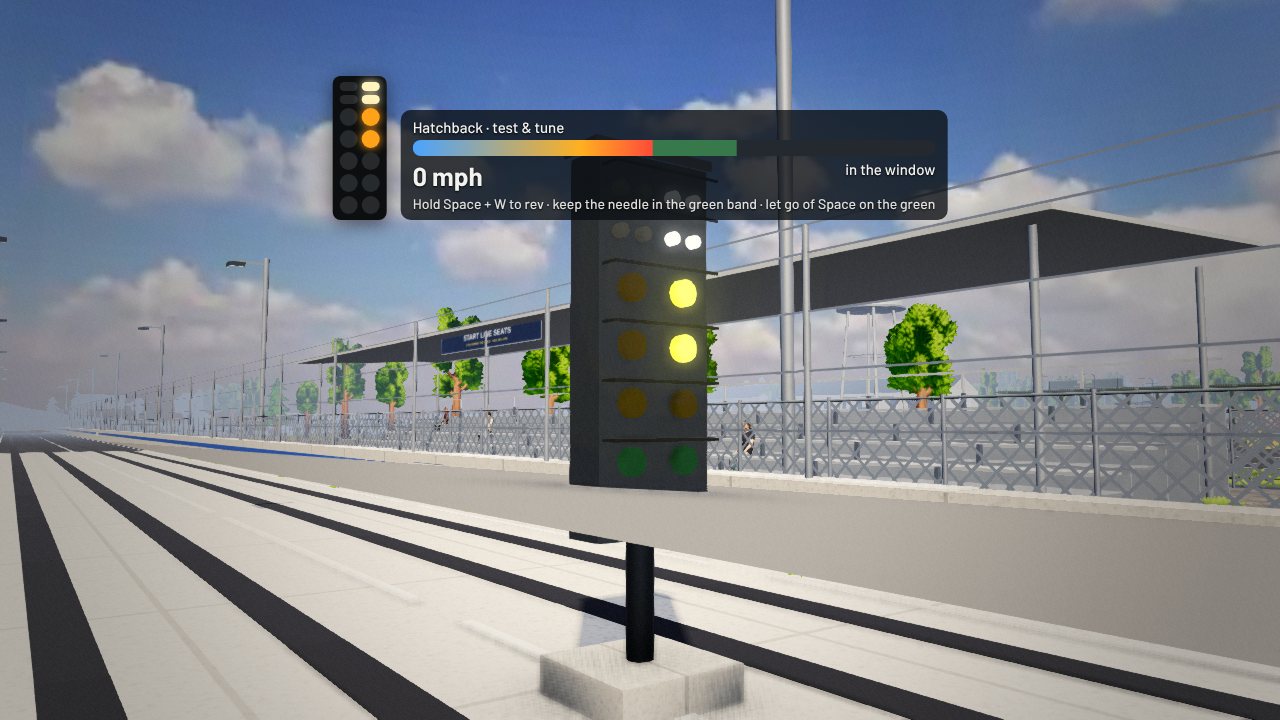 Hatchback · test & tune
0 mph
in the window
Hold Space + W to rev · keep the needle in the green band · let go of Space on the green
START LINE SEATS